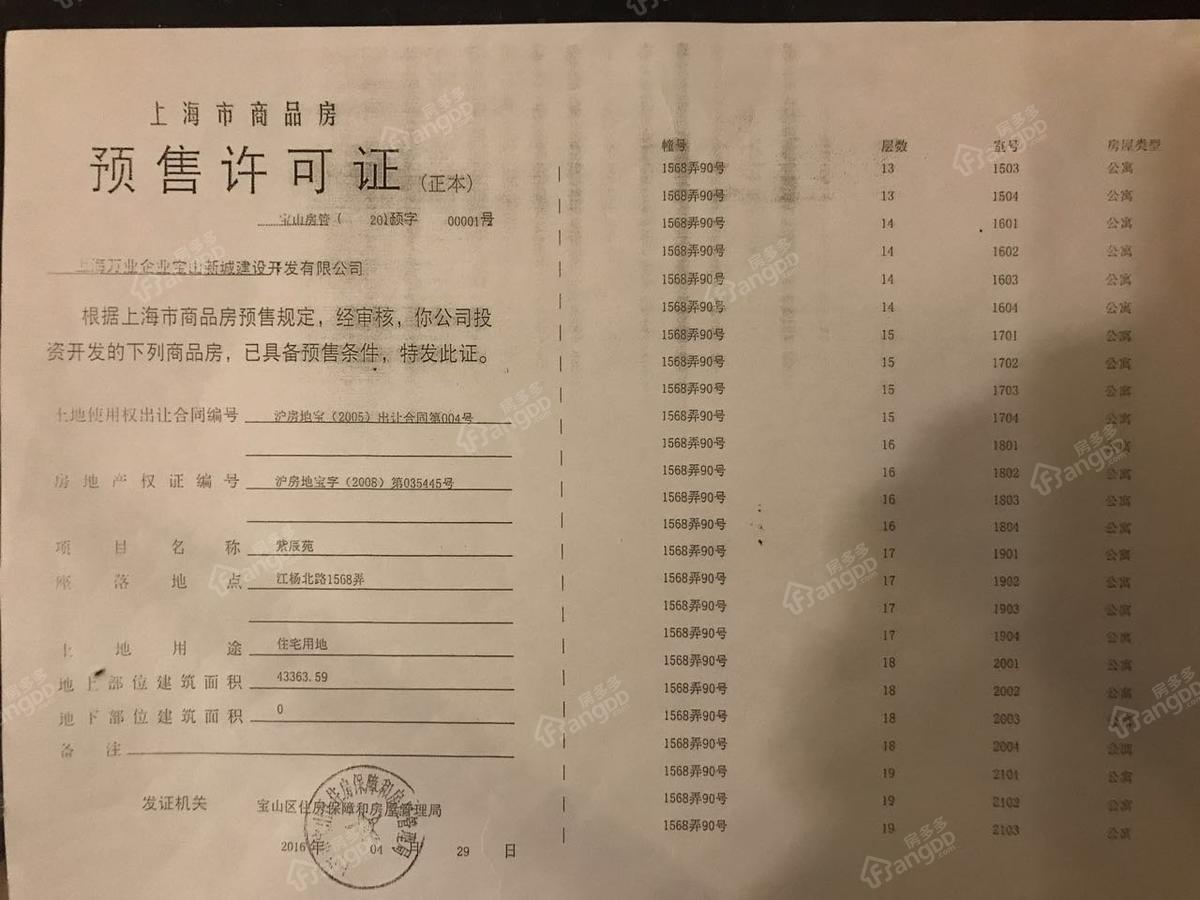 上海市商品房
预售许可证(正本)
宝山房管( 201预字 00001号
上海万业企业宝山新城建设开发有限公司
根据上海市商品房预售规定，经审核，你公司投
资开发的下列商品房，已具备预售条件，特发此证。
土地使用权出让合同编号 沪房地宝（2005）出让合同第004号
房地产权证编号 沪房地宝字（2008）第035445号
项目名称 紫辰苑
座落地点 江杨北路1568弄
土地用途 住宅用地
地上部位建筑面积 43363.59
地下部位建筑面积 0
备注
发证机关 宝山区住房保障和房屋管理局
2016年 04 月 29 日
幢号 层数 室号 房屋类型
1568弄90号 13 1503 公寓
1568弄90号 13 1504 公寓
1568弄90号 14 1601 公寓
1568弄90号 14 1602 公寓
1568弄90号 14 1603 公寓
1568弄90号 14 1604 公寓
1568弄90号 15 1701 公寓
1568弄90号 15 1702 公寓
1568弄90号 15 1703 公寓
1568弄90号 15 1704 公寓
1568弄90号 16 1801 公寓
1568弄90号 16 1802 公寓
1568弄90号 16 1803 公寓
1568弄90号 16 1804 公寓
1568弄90号 17 1901 公寓
1568弄90号 17 1902 公寓
1568弄90号 17 1903 公寓
1568弄90号 17 1904 公寓
1568弄90号 18 2001 公寓
1568弄90号 18 2002 公寓
1568弄90号 18 2003 公寓
1568弄90号 18 2004 公寓
1568弄90号 19 2101 公寓
1568弄90号 19 2102 公寓
1568弄90号 19 2103 公寓
房多多
angDD.com